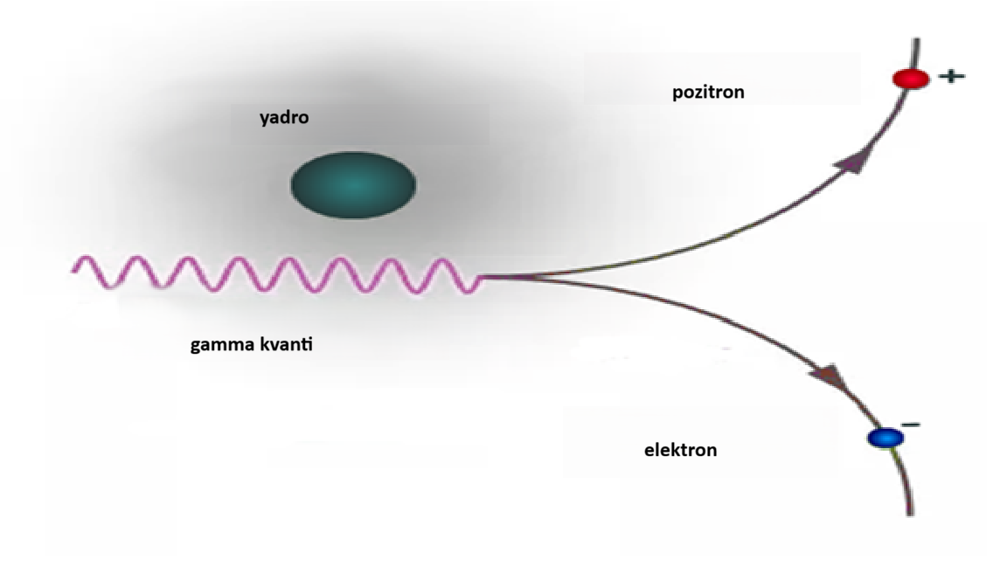 pozitron
+
yadro
gamma kvanti
−
elektron